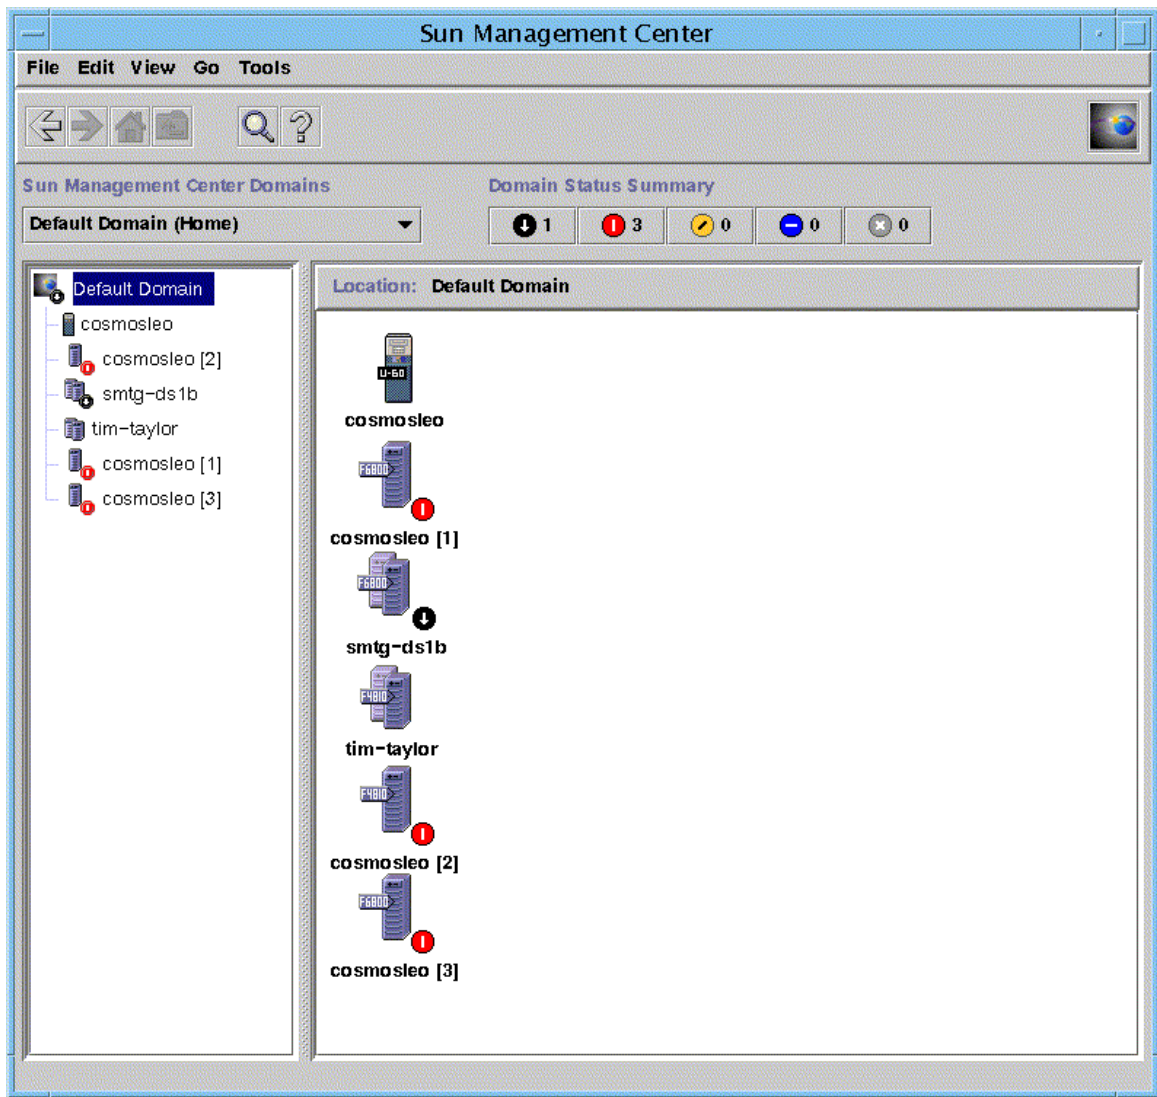 Sun Management Center
File Edit View Go Tools
Sun Management Center Domains
Domain Status Summary
Default Domain (Home)
1 3 0 0 0
Default Domain
cosmosleo
cosmosleo [2]
smtg-ds1b
tim-taylor
cosmosleo [1]
cosmosleo [3]
Location: Default Domain
U-60
cosmosleo
F6800
cosmosleo [1]
F6800
smtg-ds1b
F4810
tim-taylor
F4810
cosmosleo [2]
F6800
cosmosleo [3]